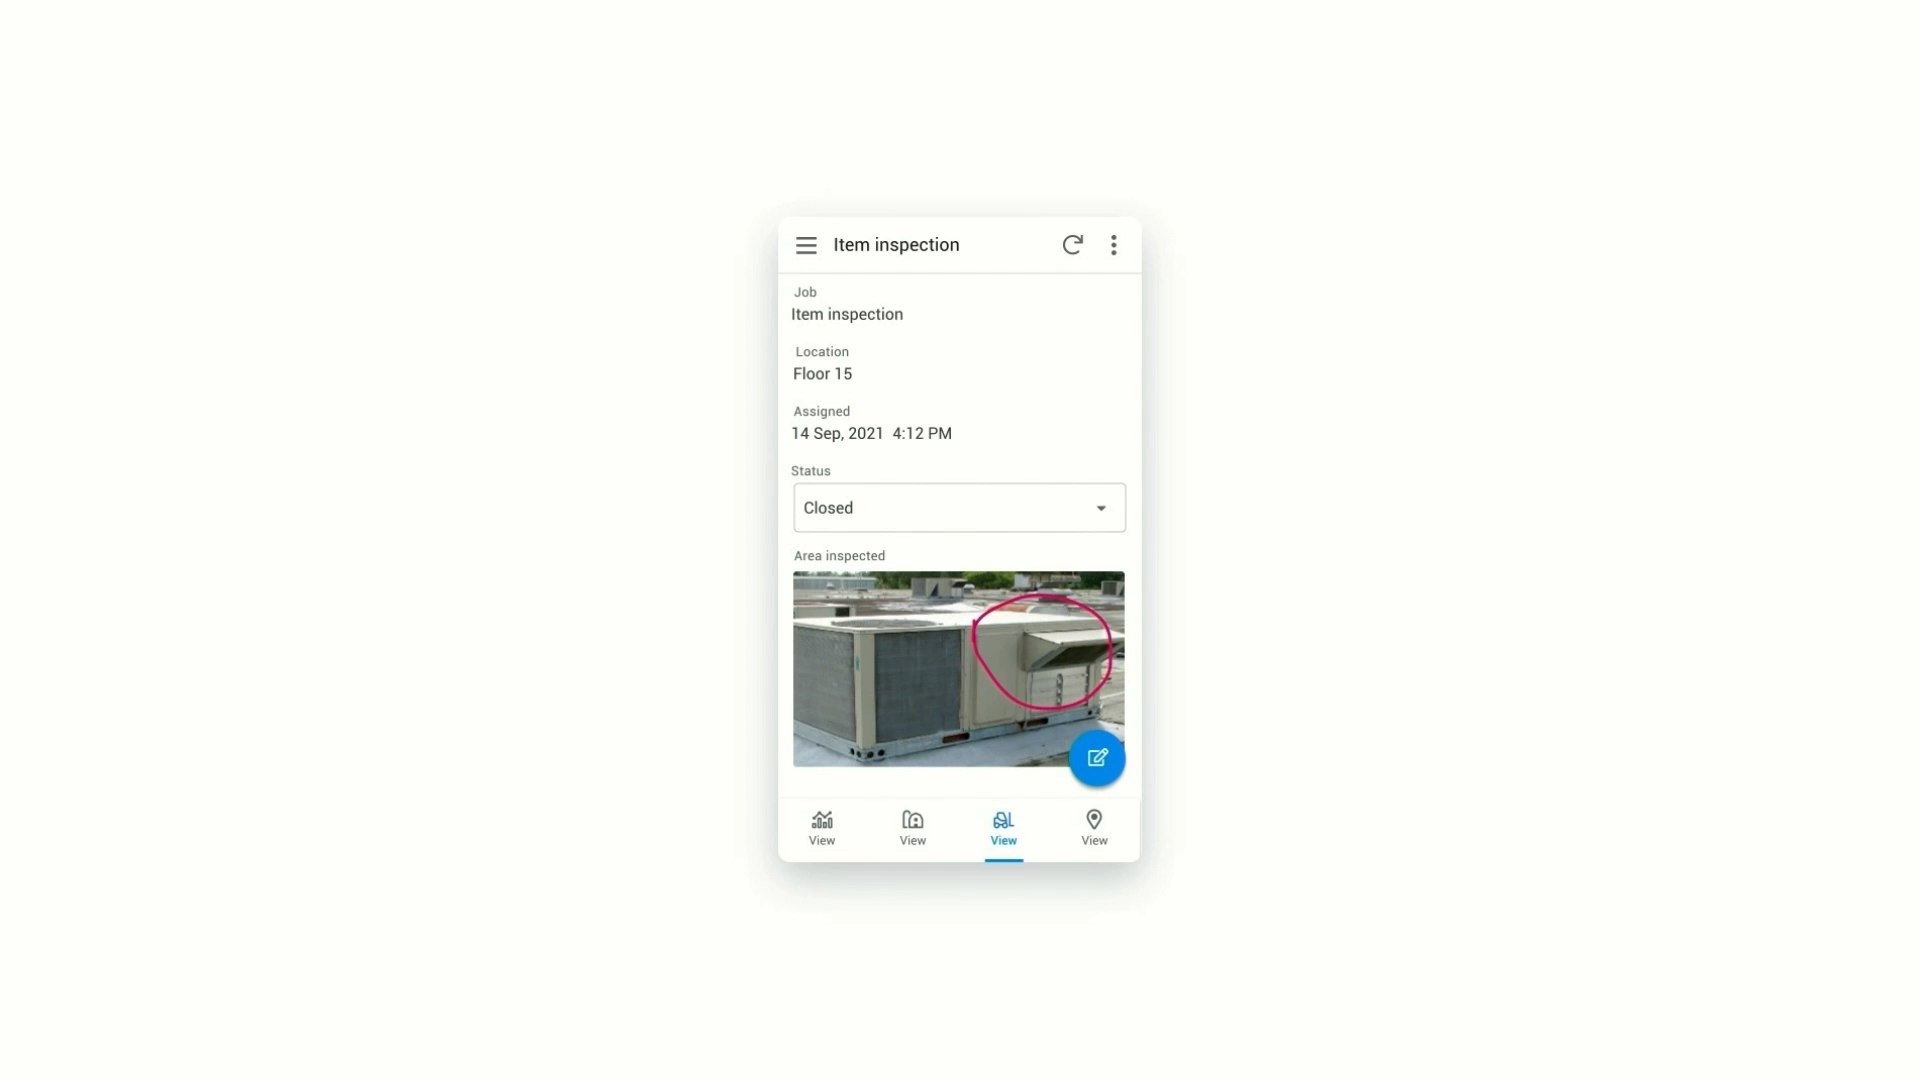 Item inspection
Job
Item inspection
Location
Floor 15
Assigned
14 Sep, 2021 4:12 PM
Status
Closed
Area inspected
View View View View